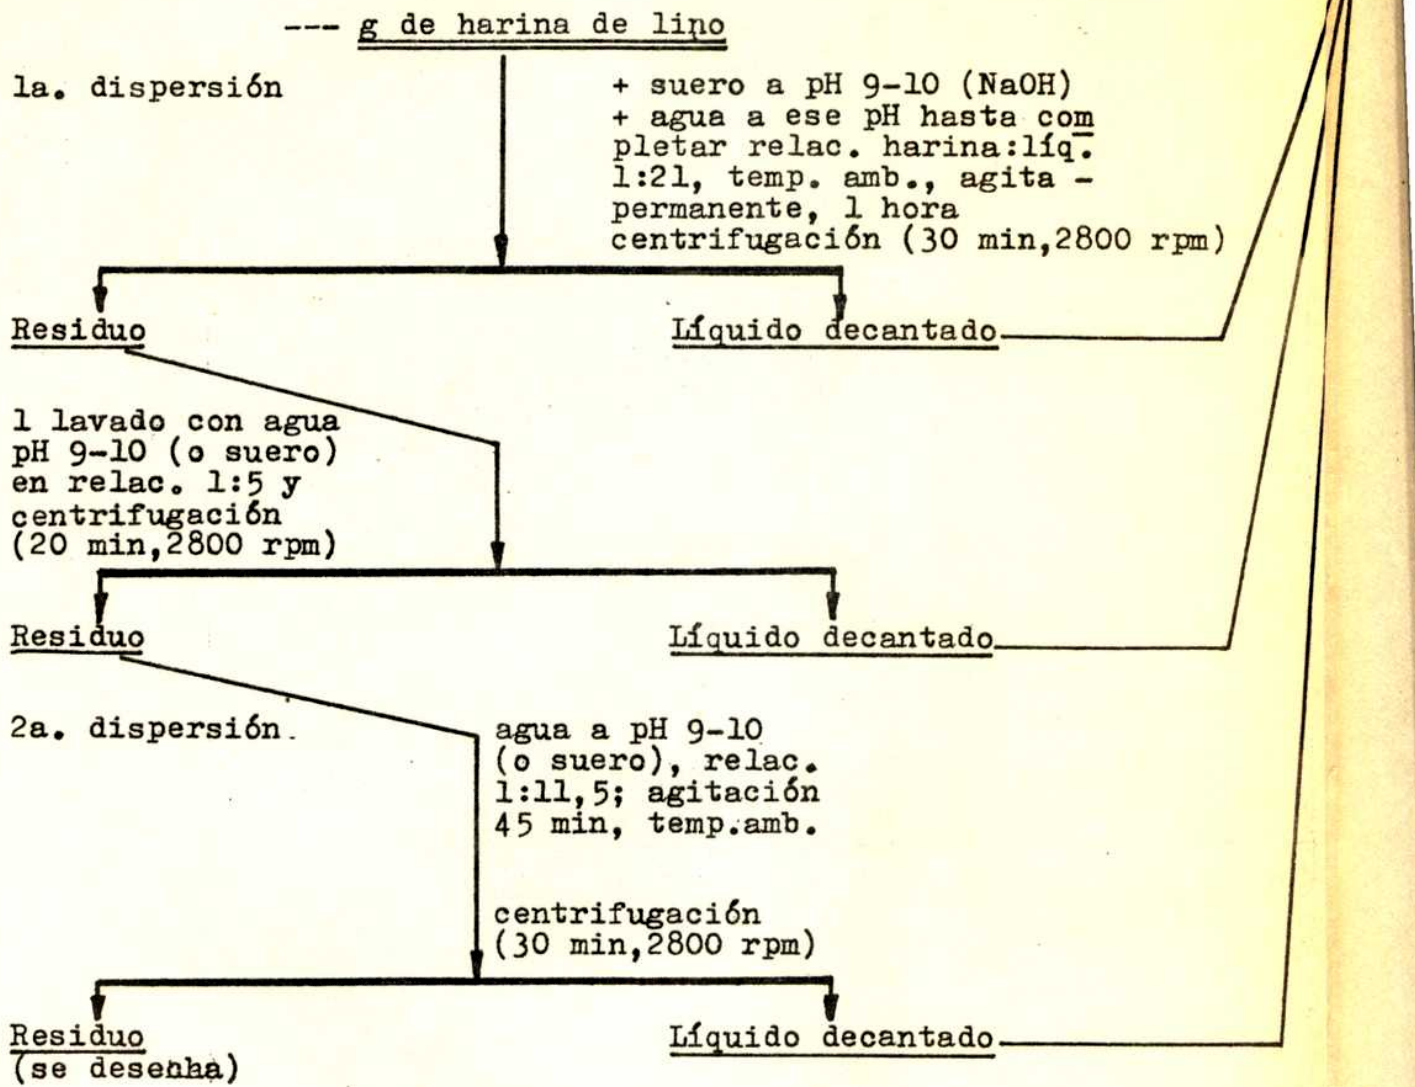 --- g de harina de lino
1a. dispersión
+ suero a pH 9-10 (NaOH)
+ agua a ese pH hasta com
pletar relac. harina:líq.
1:21, temp. amb., agita -
permanente, 1 hora
centrifugación (30 min,2800 rpm)
Residuo
Líquido decantado
1 lavado con agua
pH 9-10 (o suero)
en relac. 1:5 y
centrifugación
(20 min,2800 rpm)
Residuo
Líquido decantado
2a. dispersión.
agua a pH 9-10
(o suero), relac.
1:11,5; agitación
45 min, temp.amb.
centrifugación
(30 min,2800 rpm)
Residuo
(se desehha)
Líquido decantado